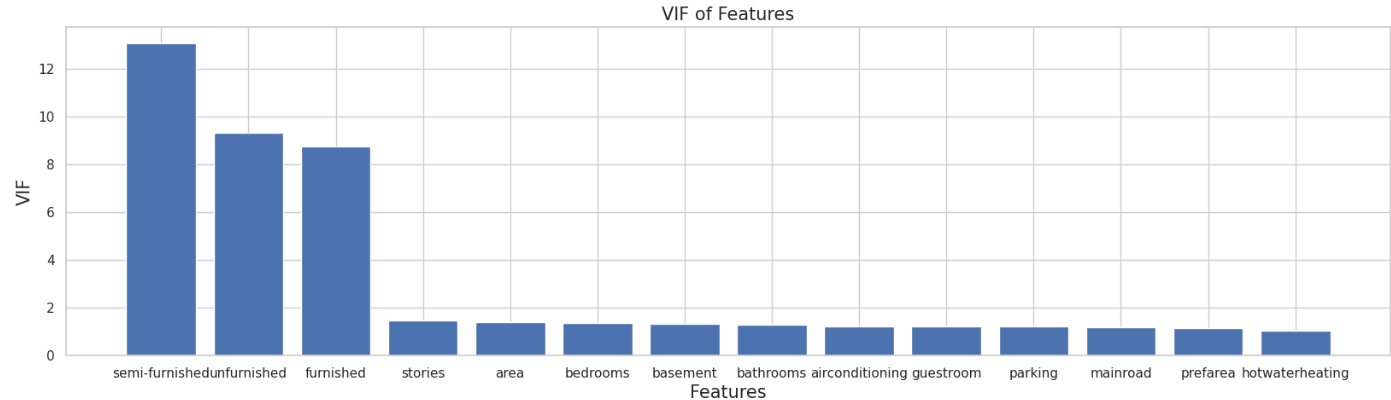 VIF of Features
VIF
12
10
8
6
4
2
0
semi-furnished unfurnished furnished stories area bedrooms basement bathrooms airconditioning guestroom parking mainroad prefarea hotwaterheating
Features